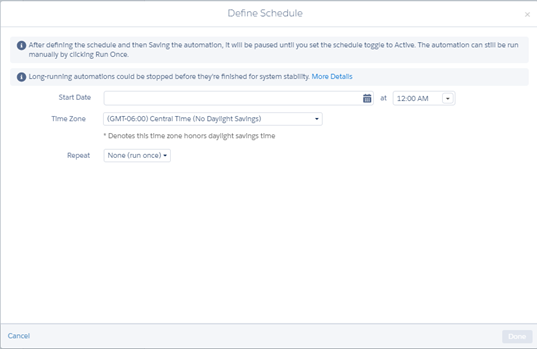 Define Schedule
×
After defining the schedule and then Saving the automation, it will be paused until you set the schedule toggle to Active. The automation can still be run
manually by clicking Run Once.
Long-running automations could be stopped before they're finished for system stability. More Details
Start Date at 12:00 AM
Time Zone (GMT-06:00) Central Time (No Daylight Savings)
* Denotes this time zone honors daylight savings time
Repeat None (run once)
Cancel Done